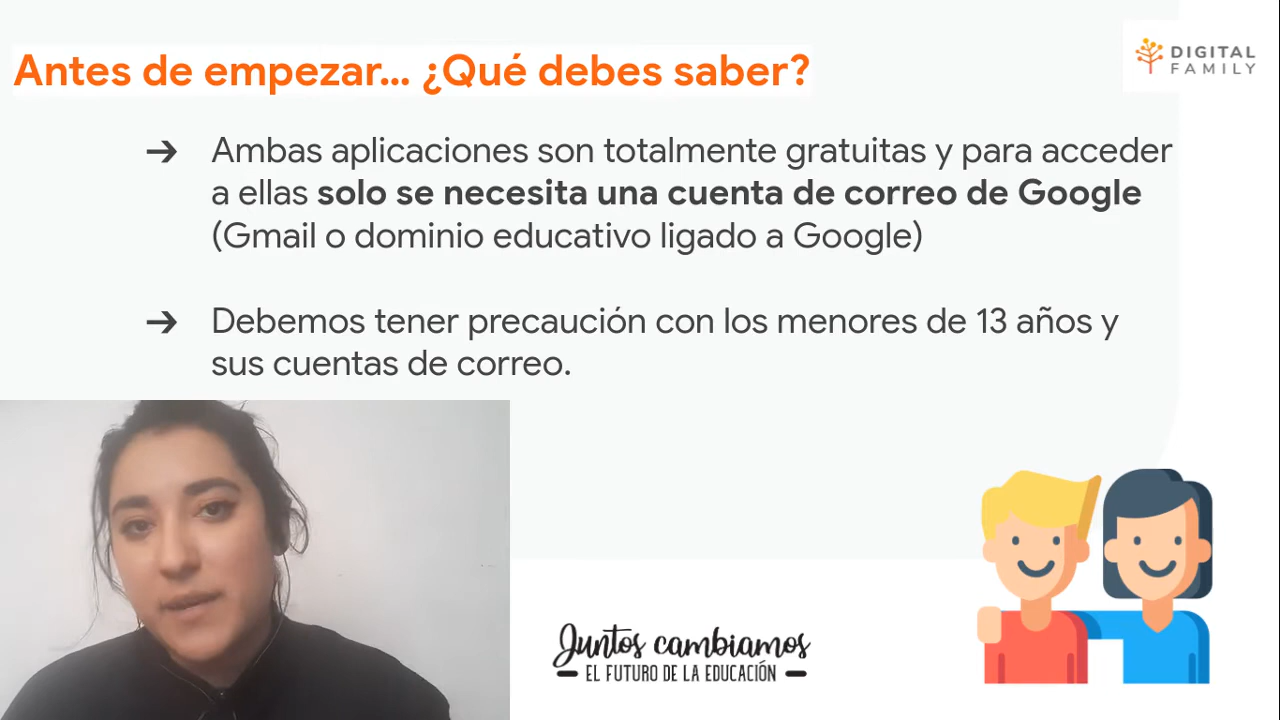 Antes de empezar... ¿Qué debes saber?
DIGITAL
FAMILY
➔ Ambas aplicaciones son totalmente gratuitas y para acceder
a ellas solo se necesita una cuenta de correo de Google
(Gmail o dominio educativo ligado a Google)
➔ Debemos tener precaución con los menores de 13 años y
sus cuentas de correo.
Juntos cambiamos
EL FUTURO DE LA EDUCACIÓN